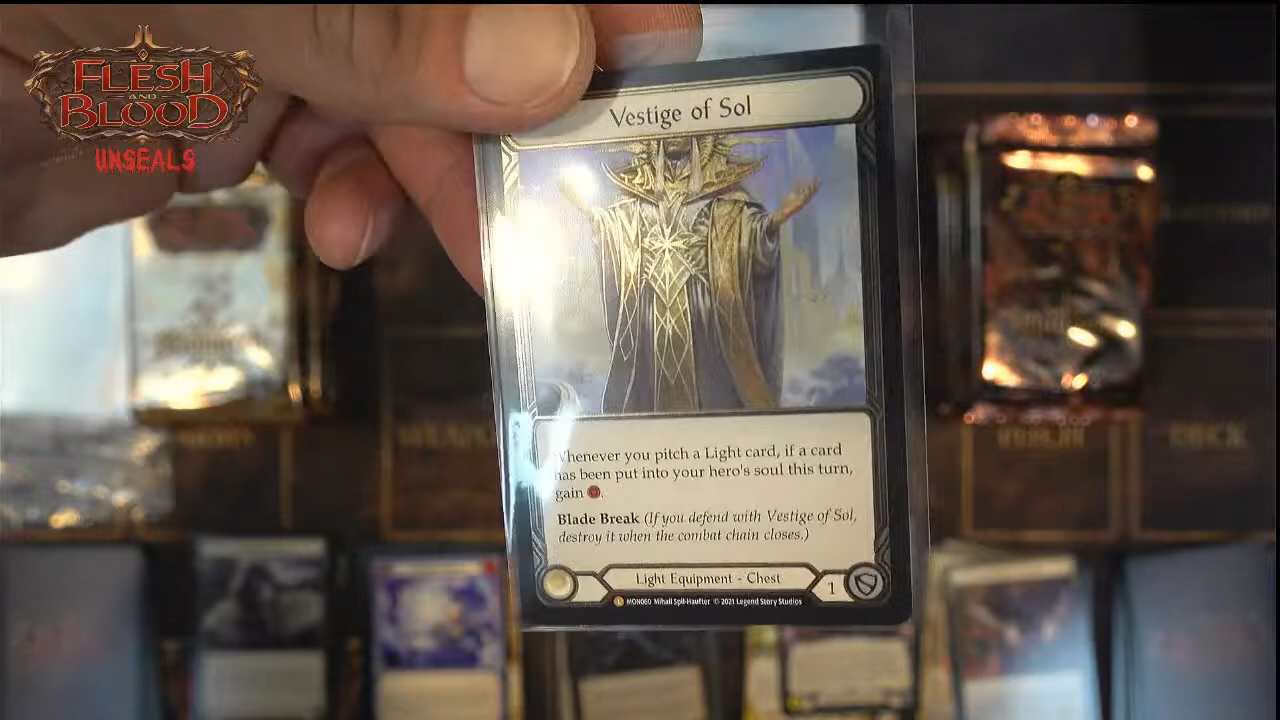 FLESH
AND
BLOOD
UNSEALS
Vestige of Sol
Whenever you pitch a Light card, if a card
has been put into your hero's soul this turn,
gain .
Blade Break (If you defend with Vestige of Sol,
destroy it when the combat chain closes.)
Light Equipment - Chest
1
L MON060 Mihail Spil-Haufter © 2021 Legend Story Studios
DECK